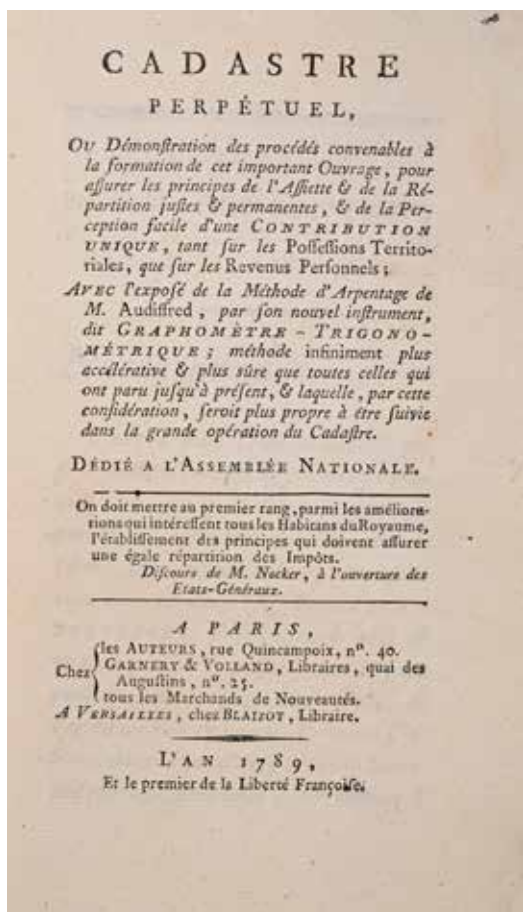 CADASTRE
PERPÉTUEL,
OU Démonſtration des procédés convenables à
la formation de cet important Ouvrage, pour
aſſurer les principes de l'Aſſiette & de la Ré-
partition juſtes & permanentes, & de la Per-
ception facile d'une CONTRIBUTION
UNIQUE, tant ſur les Poſſeſſions Territo-
riales, que ſur les Revenus Perſonnels;
AVEC l'expoſé de la Méthode d'Arpentage de
M. Audiffred, par ſon nouvel inſtrument,
dit GRAPHOMÈTRE-TRIGONO-
MÉTRIQUE; méthode infiniment plus
accélérative & plus sûre que toutes celles qui
ont paru juſqu'à préſent, & laquelle, par cette
conſidération, ſeroit plus propre à être ſuivie
dans la grande opération du Cadaſtre.
DÉDIÉ A L'ASSEMBLÉE NATIONALE.
On doit mettre au premier rang, parmi les améliora-
tions qui intéreſſent tous les Habitans du Royaume,
l'établiſſement des principes qui doivent aſſurer
une égale répartition des Impôts.
Diſcours de M. Necker, à l'ouverture des
Etats-Généraux.
A PARIS,
Chez les AUTEURS, rue Quincampoix, nº. 40.
GARNERY & VOLLAND, Libraires, quai des
Auguſtins, nº. 25.
tous les Marchands de Nouveautés.
A VERSAILLES, chez BLAIZOT, Libraire.
L'AN 1789,
Et le premier de la Liberté Françoiſe.